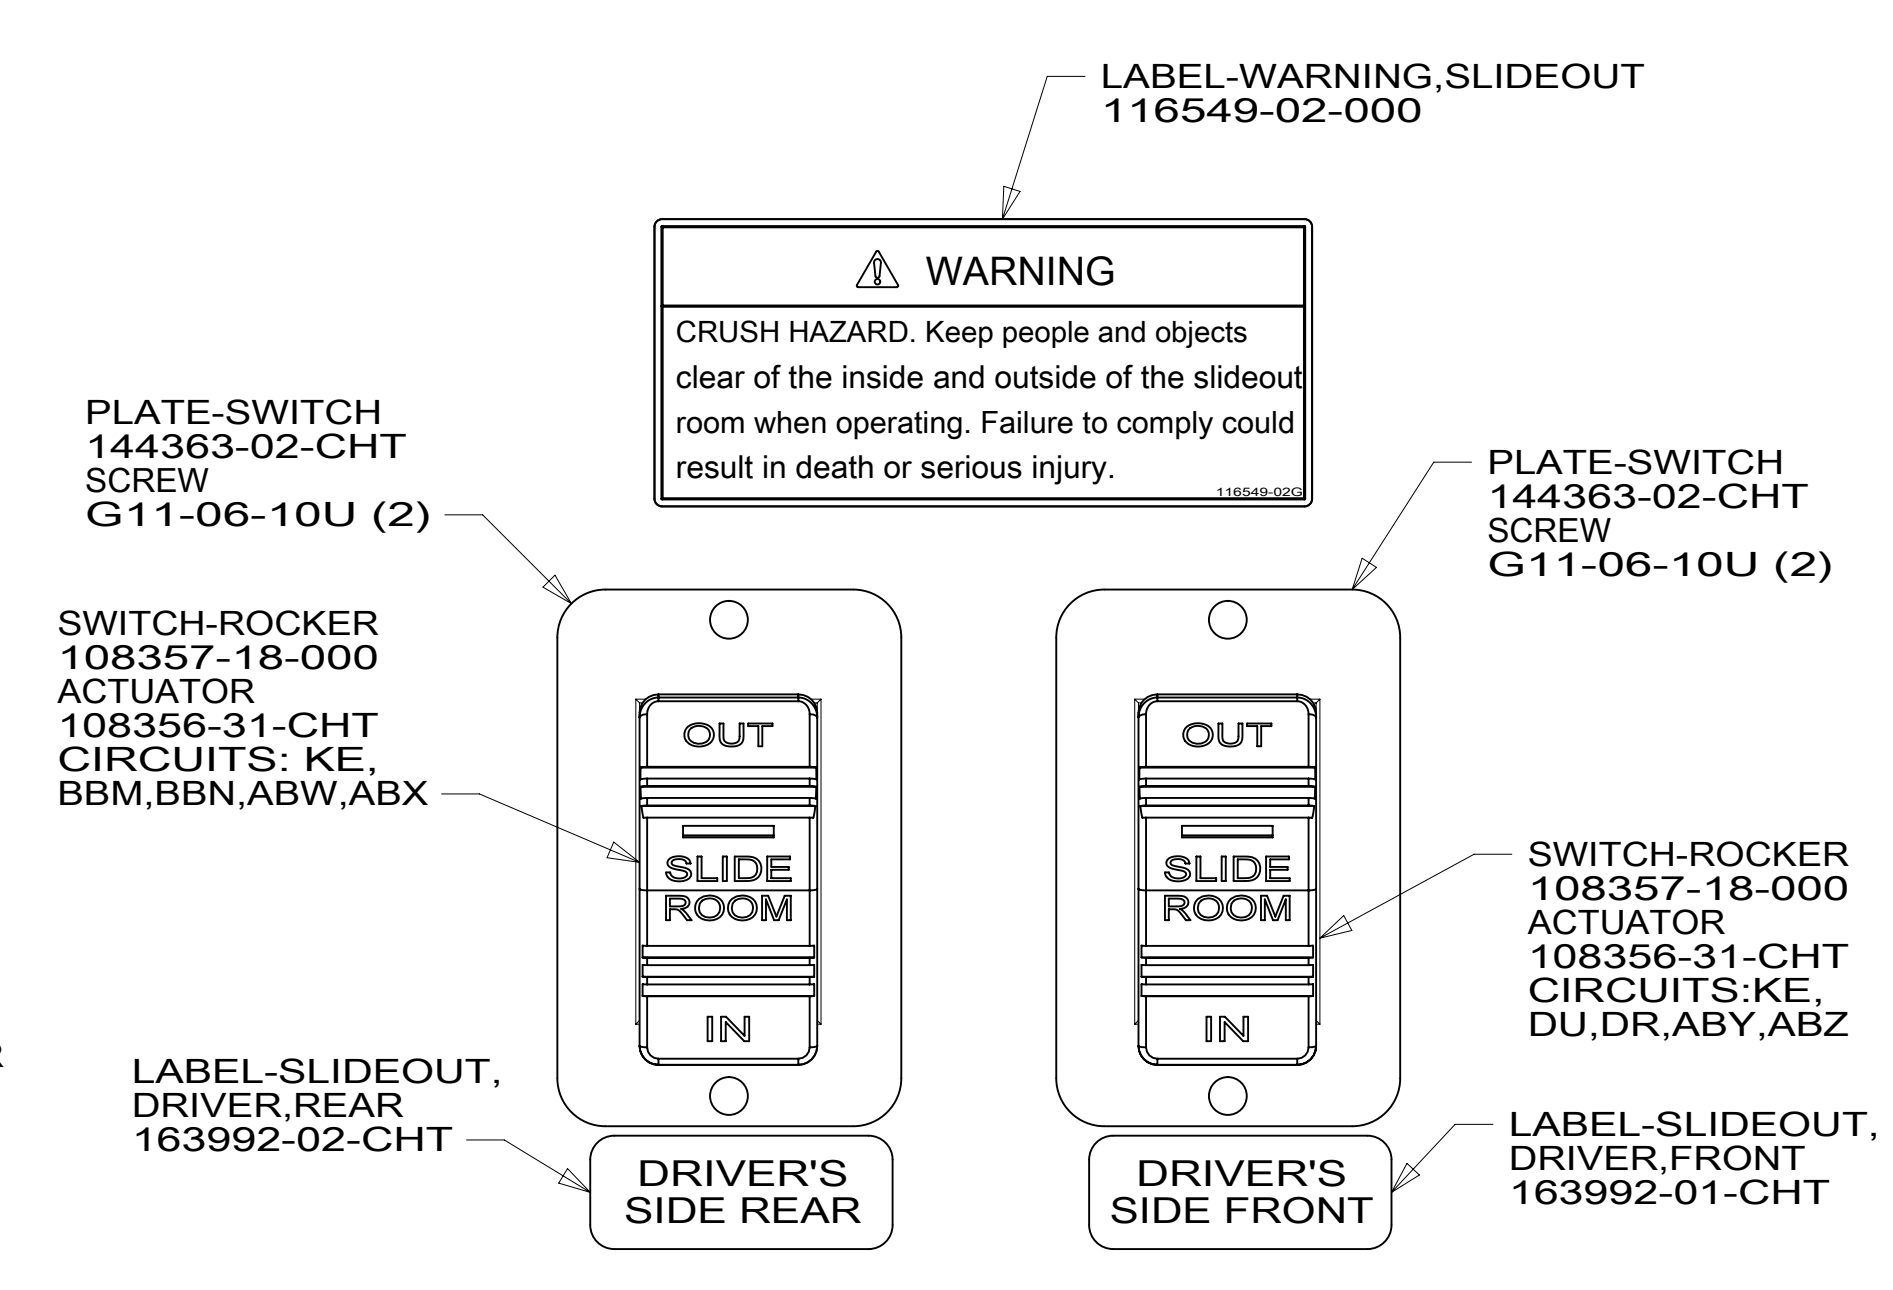 LABEL-WARNING,SLIDEOUT
116549-02-000
WARNING
CRUSH HAZARD. Keep people and objects
clear of the inside and outside of the slideout
room when operating. Failure to comply could
result in death or serious injury.
116549-02G
PLATE-SWITCH
144363-02-CHT
SCREW
G11-06-10U (2)
PLATE-SWITCH
144363-02-CHT
SCREW
G11-06-10U (2)
SWITCH-ROCKER
108357-18-000
ACTUATOR
108356-31-CHT
CIRCUITS: KE,
BBM,BBN,ABW,ABX
OUT
SLIDE
ROOM
IN
OUT
SLIDE
ROOM
IN
SWITCH-ROCKER
108357-18-000
ACTUATOR
108356-31-CHT
CIRCUITS:KE,
DU,DR,ABY,ABZ
R
LABEL-SLIDEOUT,
DRIVER,REAR
163992-02-CHT
DRIVER'S
SIDE REAR
DRIVER'S
SIDE FRONT
LABEL-SLIDEOUT,
DRIVER,FRONT
163992-01-CHT